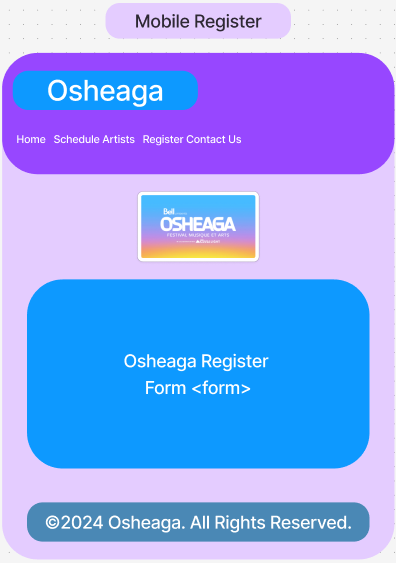 Mobile Register
Osheaga
Home Schedule Artists Register Contact Us
Bell
OSHEAGA
FESTIVAL MUSIQUE ET ARTS
Osheaga Register
Form <form>
©2024 Osheaga. All Rights Reserved.